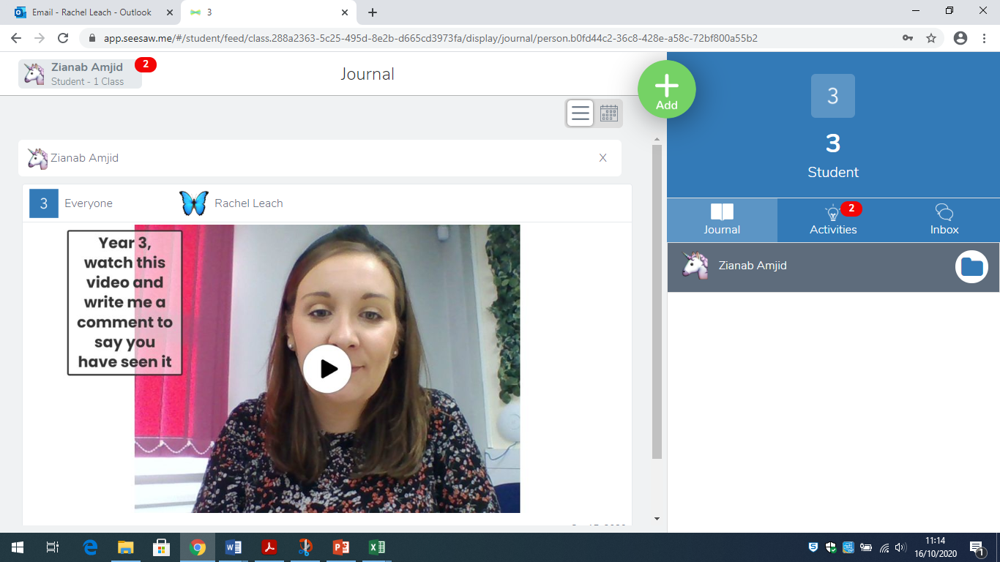 Email - Rachel Leach - Outlook
3
app.seesaw.me/#/student/feed/class.288a2363-5c25-495d-8e2b-d665cd3973fa/display/journal/person.b0fd44c2-36c8-428e-a58c-72bf800a55b2
Zianab Amjid
2
Student - 1 Class
Journal
Add
3
3
Student
Zianab Amjid
X
3 Everyone
Rachel Leach
Journal
Activities
2
Inbox
Zianab Amjid
Year 3,
watch this
video and
write me a
comment to
say you
have seen it
11:14
16/10/2020
1